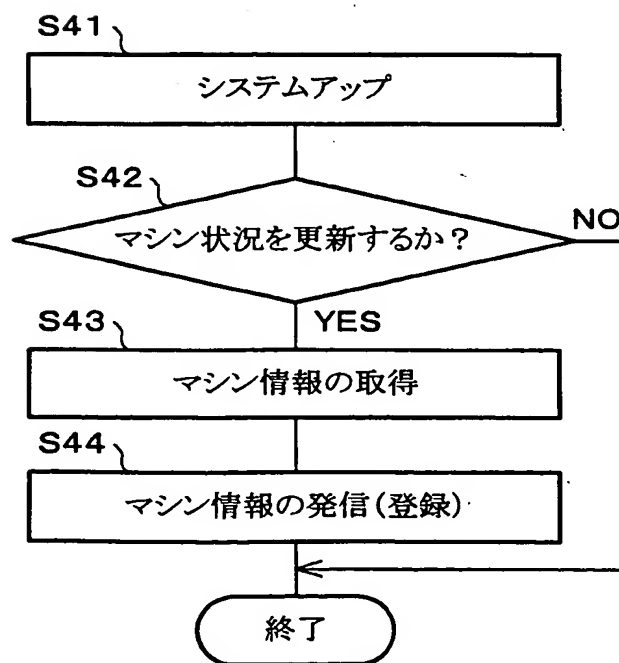 S41
システムアップ
S42
マシン状況を更新するか？
NO
YES
S43
マシン情報の取得
S44
マシン情報の発信(登録)
終了